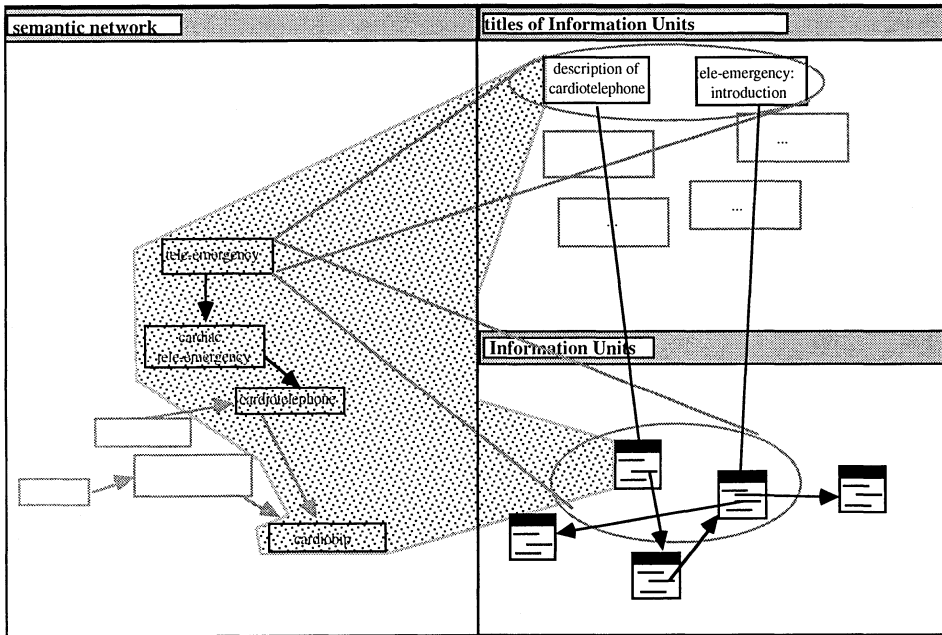 semantic network
titles of Information Units
description of
cardiotelephone
ele-emergency:
introduction
...
...
...
tele-emergency
cardiac
tele-emergency
cardiotelephone
cardiobip
Information Units